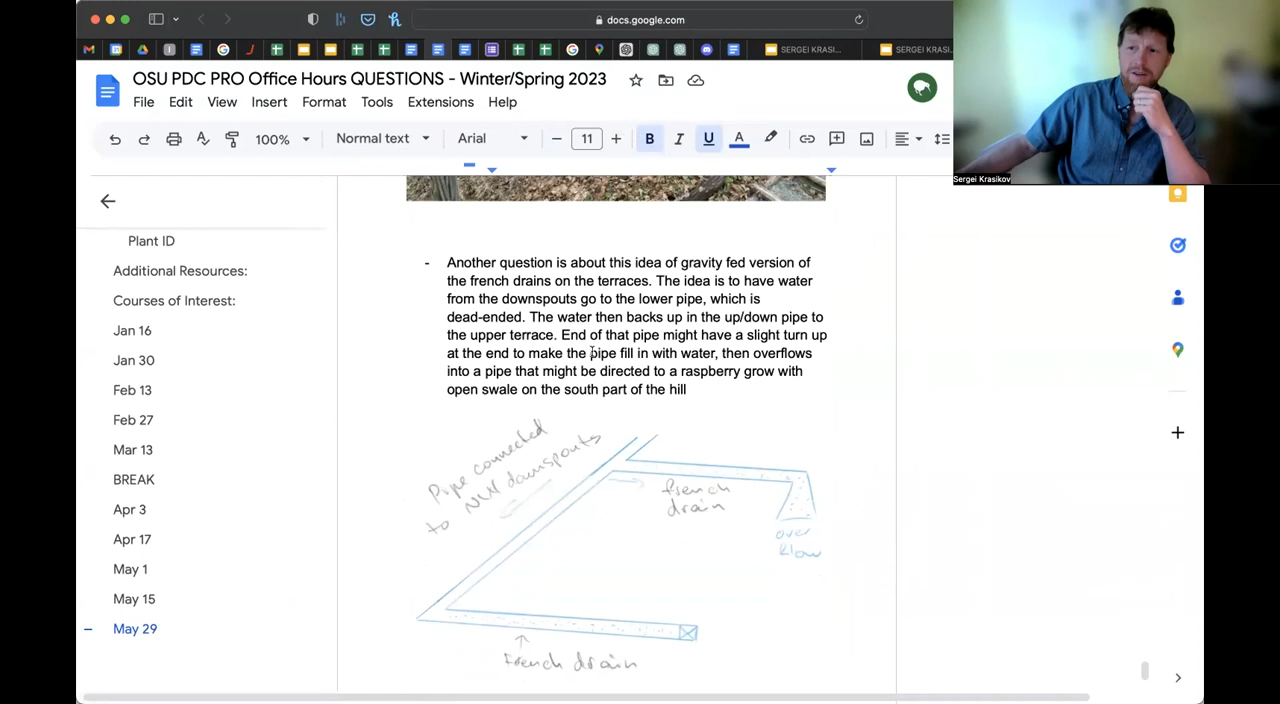 docs.google.com
SERGEI KRASI...
SERGEI KRASI
OSU PDC PRO Office Hours QUESTIONS - Winter/Spring 2023
File Edit View Insert Format Tools Extensions Help
100% Normal text Arial 11 B I U A
Sergei Krasikov
Plant ID
Additional Resources:
Courses of Interest:
Jan 16
Jan 30
Feb 13
Feb 27
Mar 13
BREAK
Apr 3
Apr 17
May 1
May 15
May 29
- Another question is about this idea of gravity fed version of
the french drains on the terraces. The idea is to have water
from the downspouts go to the lower pipe, which is
dead-ended. The water then backs up in the up/down pipe to
the upper terrace. End of that pipe might have a slight turn up
at the end to make the pipe fill in with water, then overflows
into a pipe that might be directed to a raspberry grow with
open swale on the south part of the hill
Pipe connected
to NW downspouts
french
drain
over
flow
french drain